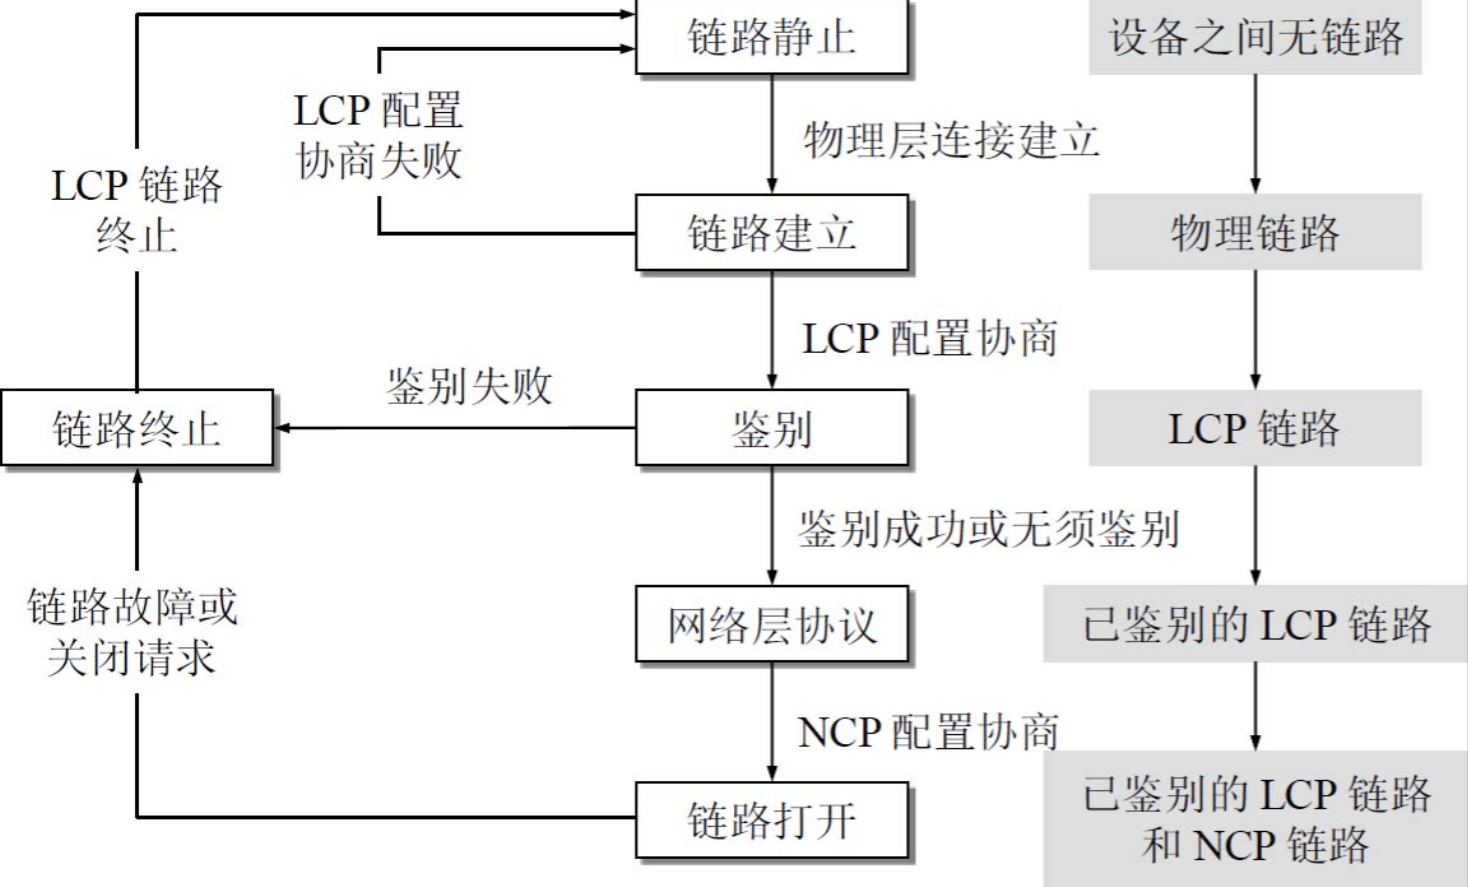 链路静止
设备之间无链路
LCP 配置
协商失败
物理层连接建立
LCP 链路
终止
链路建立
物理链路
LCP 配置协商
鉴别失败
链路终止
鉴别
LCP 链路
鉴别成功或无须鉴别
链路故障或
关闭请求
网络层协议
已鉴别的 LCP 链路
NCP 配置协商
链路打开
已鉴别的 LCP 链路
和 NCP 链路